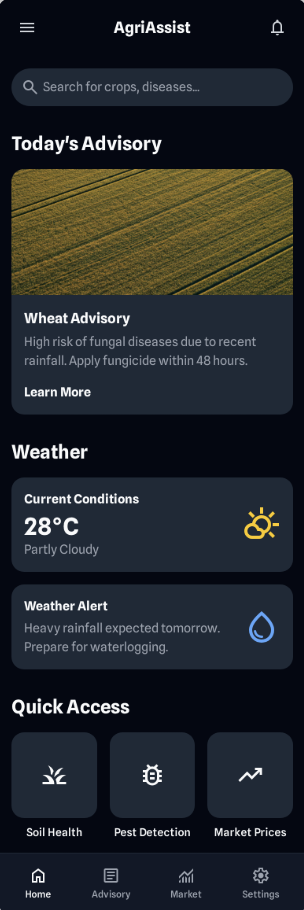 AgriAssist
Search for crops, diseases...
Today's Advisory
Wheat Advisory
High risk of fungal diseases due to recent
rainfall. Apply fungicide within 48 hours.
Learn More
Weather
Current Conditions
28°C
Partly Cloudy
Weather Alert
Heavy rainfall expected tomorrow.
Prepare for waterlogging.
Quick Access
Soil Health
Pest Detection
Market Prices
Home
Advisory
Market
Settings